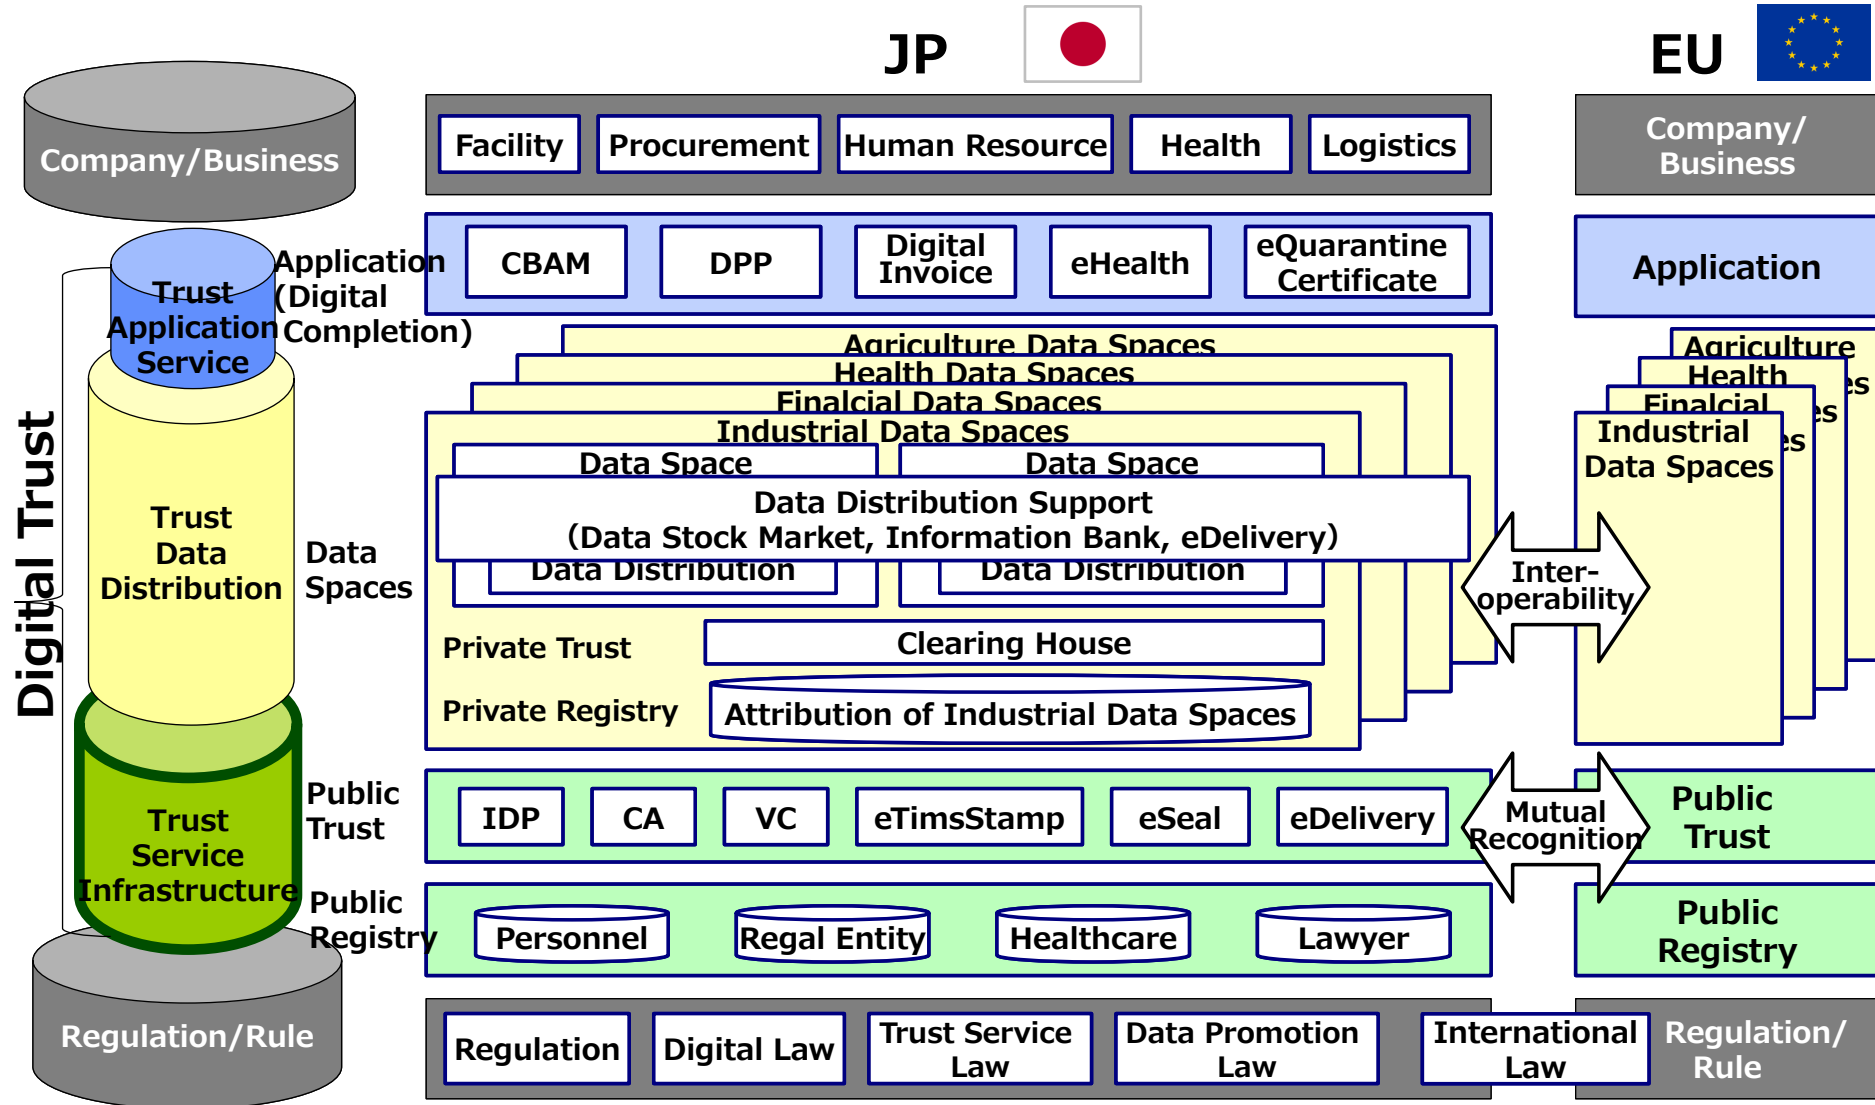 JP
EU
Company/Business
Facility
Procurement
Human Resource
Health
Logistics
Company/
Business
Digital Trust
Trust
Application
Service
Application
(Digital
Completion)
CBAM
DPP
Digital
Invoice
eHealth
eQuarantine
Certificate
Application
Trust
Data
Distribution
Data
Spaces
Agriculture Data Spaces
Health Data Spaces
Finalcial Data Spaces
Industrial Data Spaces
Data Space
Data Space
Data Distribution Support
(Data Stock Market, Information Bank, eDelivery)
Data Distribution
Data Distribution
Private Trust
Clearing House
Private Registry
Attribution of Industrial Data Spaces
Inter-
operability
Agriculture
Health
Finalcial
Industrial
Data Spaces
Trust
Service
Infrastructure
Public
Trust
IDP
CA
VC
eTimsStamp
eSeal
eDelivery
Mutual
Recognition
Public
Trust
Public
Registry
Personnel
Regal Entity
Healthcare
Lawyer
Public
Registry
Regulation/Rule
Regulation
Digital Law
Trust Service
Law
Data Promotion
Law
International
Law
Regulation/
Rule